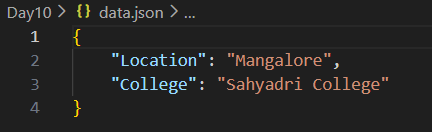 Day10 > {} data.json > ...
1 {
2 "Location": "Mangalore",
3 "College": "Sahyadri College"
4 }